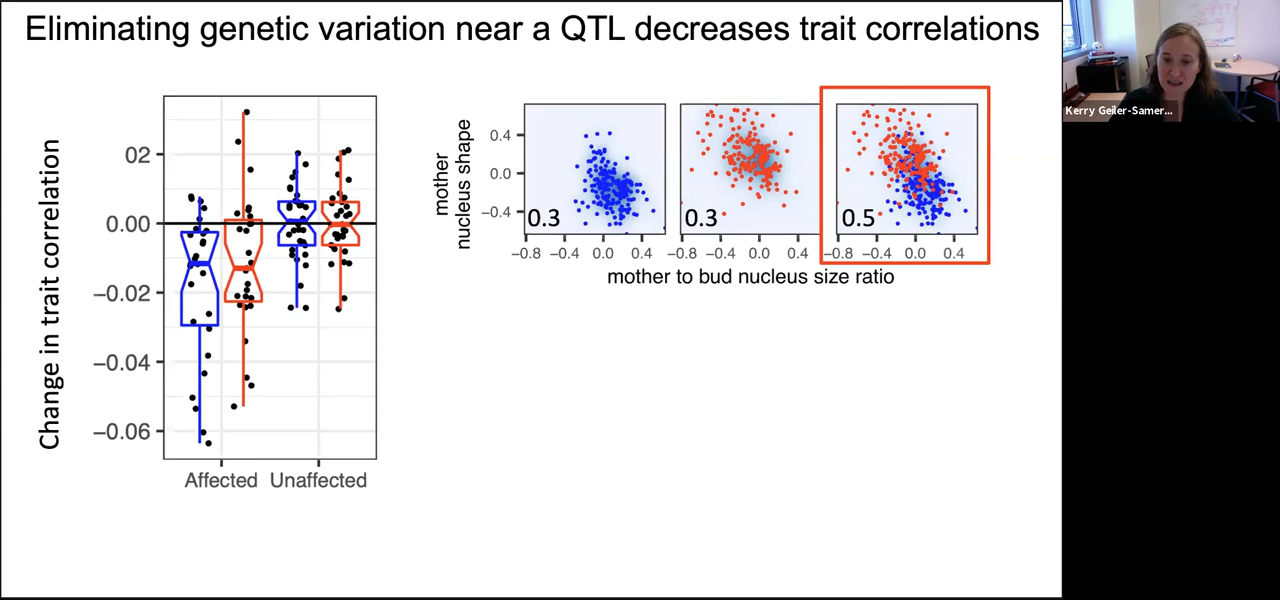 Eliminating genetic variation near a QTL decreases trait correlations
Kerry Geiler-Samer...
Change in trait correlation
02
0.00
−0.02
−0.04
−0.06
Affected Unaffected
mother
nucleus shape
0.4
0.0
−0.4
0.3
0.3
0.5
−0.8 −0.4 0.0 0.4 −0.8 −0.4 0.0 0.4 −0.8 −0.4 0.0 0.4
mother to bud nucleus size ratio